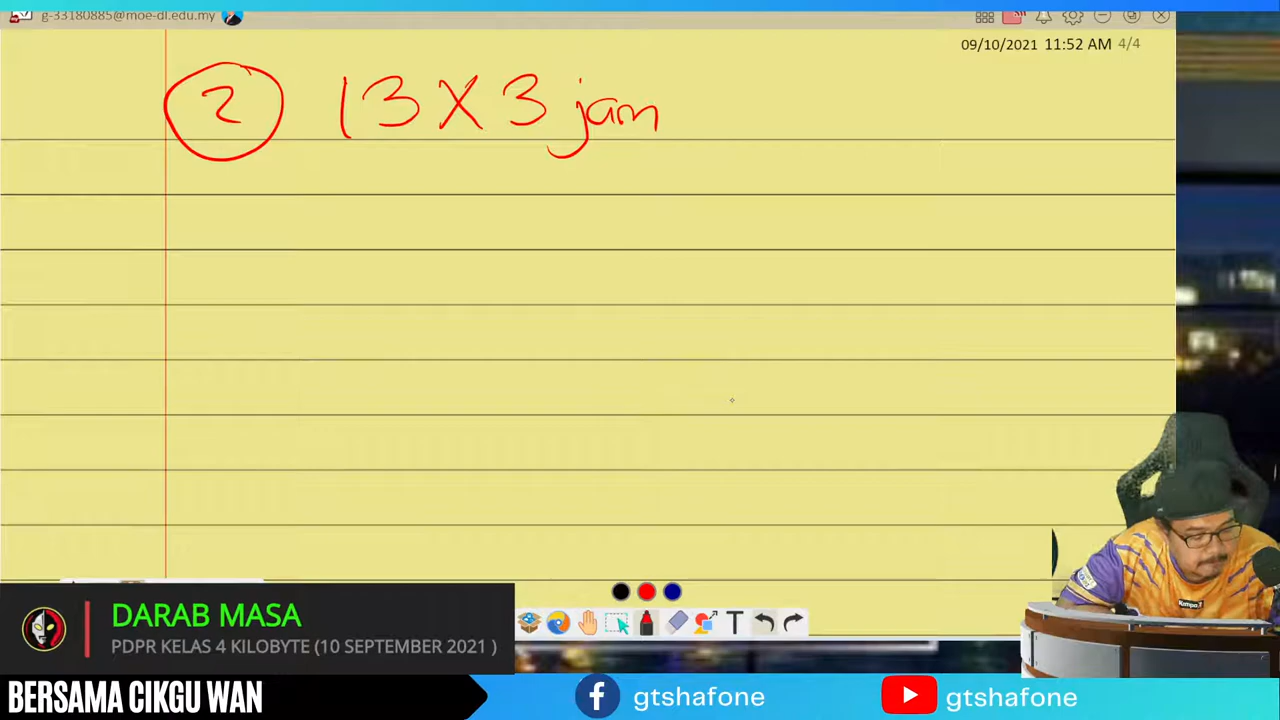 g-33180885@moe-dl.edu.my
09/10/2021 11:52 AM 4/4
2 13 X 3 jam
T
DARAB MASA
PDPR KELAS 4 KILOBYTE (10 SEPTEMBER 2021 )
BERSAMA CIKGU WAN
gtshafone
gtshafone